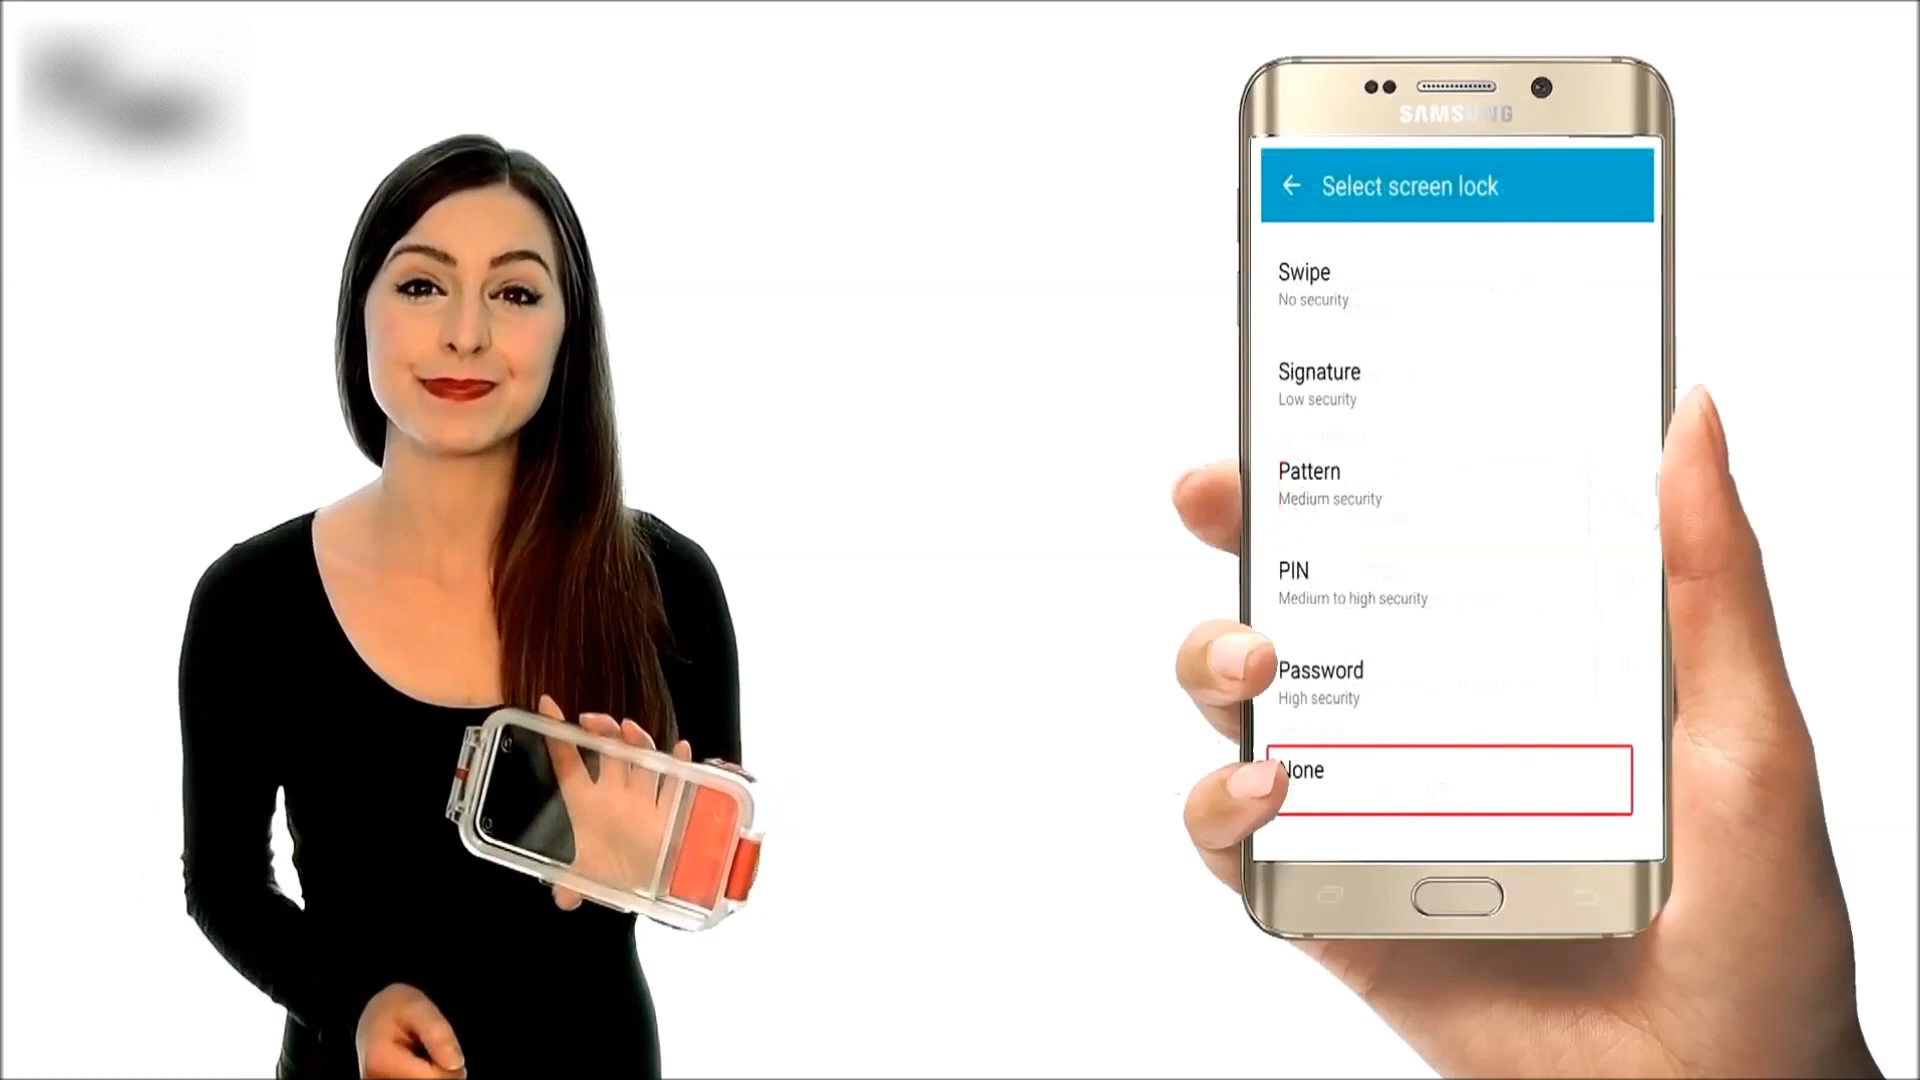 SAMSUNG
Select screen lock
Swipe
No security
Signature
Low security
Pattern
Medium security
PIN
Medium to high security
Password
High security
None